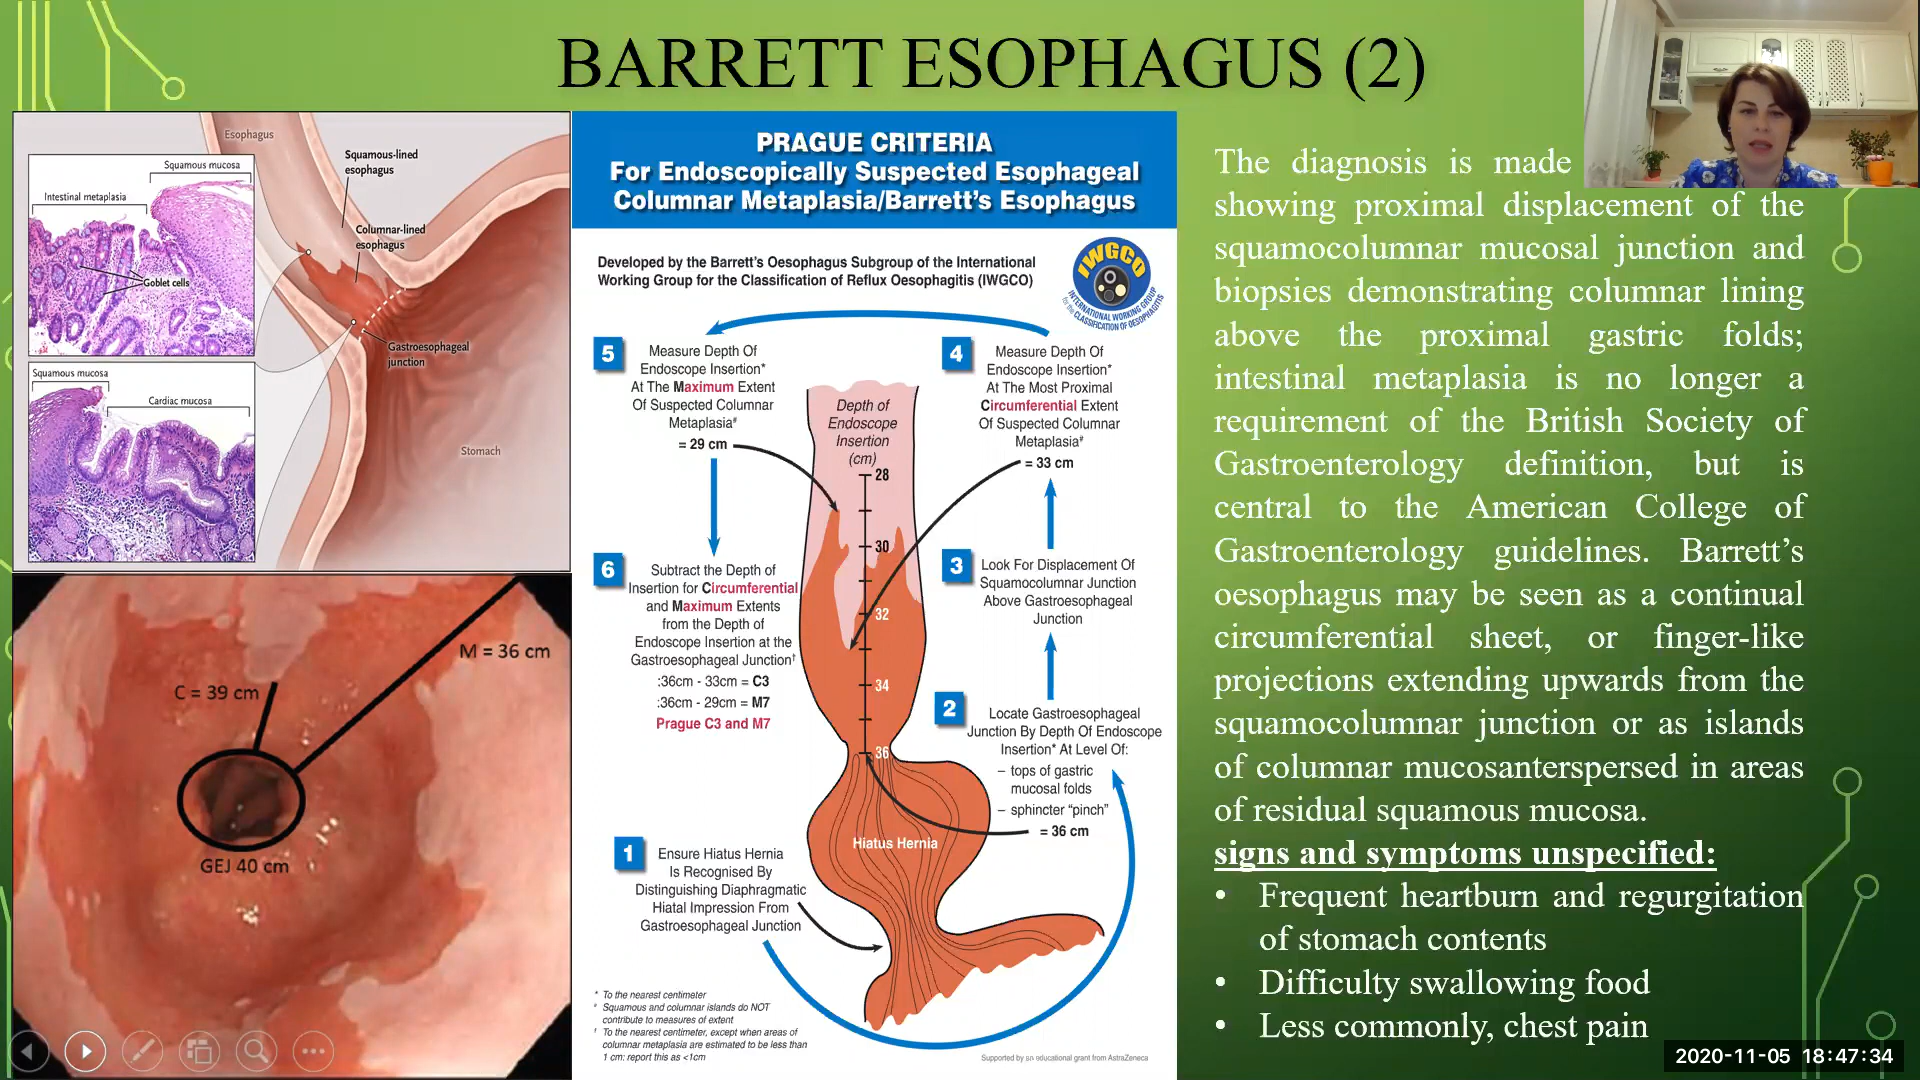 BARRETT ESOPHAGUS (2)
Esophagus
Squamous-lined
esophagus
Squamous mucosa
Intestinal metaplasia
Columnar-lined
esophagus
Goblet cells
Gastroesophageal
junction
Squamous mucosa
Cardiac mucosa
Stomach
M = 36 cm
C = 39 cm
GEJ 40 cm
PRAGUE CRITERIA
For Endoscopically Suspected Esophageal
Columnar Metaplasia/Barrett's Esophagus
Developed by the Barrett's Oesophagus Subgroup of the International
Working Group for the Classification of Reflux Oesophagitis (IWGCO)
IWGCO
INTERNATIONAL WORKING GROUP
for the CLASSIFICATION OF OESOPHAGITIS
5
Measure Depth Of
Endoscope Insertion*
At The Maximum Extent
Of Suspected Columnar
Metaplasia#
= 29 cm
4
Measure Depth Of
Endoscope Insertion*
At The Most Proximal
Circumferential Extent
Of Suspected Columnar
Metaplasia#
= 33 cm
Depth of
Endoscope
Insertion
(cm)
28
30
32
34
36
6
Subtract the Depth of
Insertion for Circumferential
and Maximum Extents
from the Depth of
Endoscope Insertion at the
Gastroesophageal Junction†
:36cm - 33cm = C3
:36cm - 29cm = M7
Prague C3 and M7
3
Look For Displacement Of
Squamocolumnar Junction
Above Gastroesophageal
Junction
2
Locate Gastroesophageal
Junction By Depth Of Endoscope
Insertion* At Level Of:
– tops of gastric
mucosal folds
– sphincter “pinch”
= 36 cm
Hiatus Hernia
1
Ensure Hiatus Hernia
Is Recognised By
Distinguishing Diaphragmatic
Hiatal Impression From
Gastroesophageal Junction
* To the nearest centimeter
# Squamous and columnar islands do NOT
contribute to measures of extent
† To the nearest centimeter, except when areas of
columnar metaplasia are estimated to be less than
1 cm: report this as <1cm
Supported by an educational grant from AstraZeneca
The diagnosis is made
showing proximal displacement of the
squamocolumnar mucosal junction and
biopsies demonstrating columnar lining
above the proximal gastric folds;
intestinal metaplasia is no longer a
requirement of the British Society of
Gastroenterology definition, but is
central to the American College of
Gastroenterology guidelines. Barrett’s
oesophagus may be seen as a continual
circumferential sheet, or finger-like
projections extending upwards from the
squamocolumnar junction or as islands
of columnar mucosanterspersed in areas
of residual squamous mucosa.
signs and symptoms unspecified:
• Frequent heartburn and regurgitation
of stomach contents
• Difficulty swallowing food
• Less commonly, chest pain
2020-11-05 18:47:34